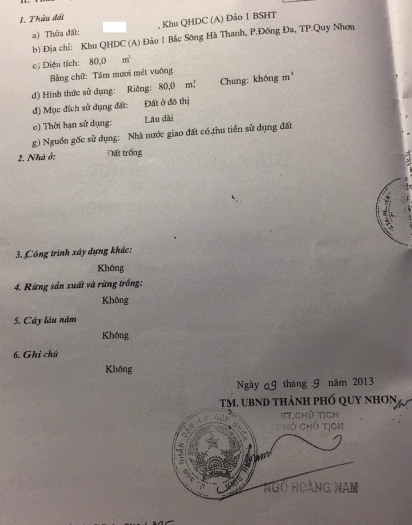 1. Thửa đất
a) Thửa đất: , Khu QHDC (A) Đảo 1 BSHT
b) Địa chỉ: Khu QHDC (A) Đảo 1 Bắc Sông Hà Thanh, P.Đống Đa, TP.Quy Nhơn
c) Diện tích: 80,0 m²
Bằng chữ: Tám mươi mét vuông
d) Hình thức sử dụng: Riêng: 80,0 m² Chung: không m²
đ) Mục đích sử dụng đất: Đất ở đô thị
e) Thời hạn sử dụng: Lâu dài
g) Nguồn gốc sử dụng: Nhà nước giao đất có thu tiền sử dụng đất
2. Nhà ở: Đất trống
3. Công trình xây dựng khác:
Không
4. Rừng sản xuất và rừng trồng:
Không
5. Cây lâu năm
Không
6. Ghi chú
Không
Ngày 09 tháng 9 năm 2013
TM. UBND THÀNH PHỐ QUY NHƠN
KT.CHỦ TỊCH
PHÓ CHỦ TỊCH
NGÔ HOÀNG NAM